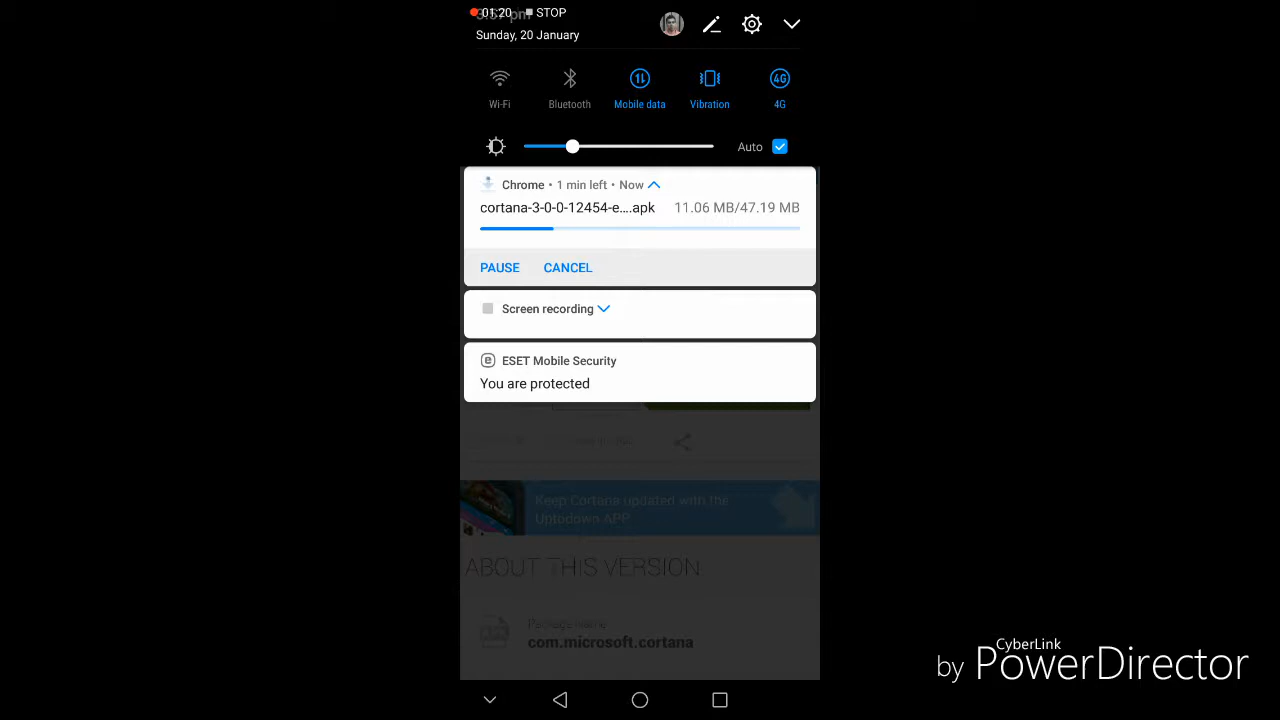 01:20 STOP
Sunday, 20 January
Wi-Fi
Bluetooth
Mobile data
Vibration
4G
4G
Auto
Chrome • 1 min left • Now
cortana-3-0-0-12454-e....apk 11.06 MB/47.19 MB
PAUSE CANCEL
Screen recording
ESET Mobile Security
You are protected
Keep Cortana updated with the
Uptodown APP
ABOUT THIS VERSION
Package name
com.microsoft.cortana
CyberLink
by PowerDirector